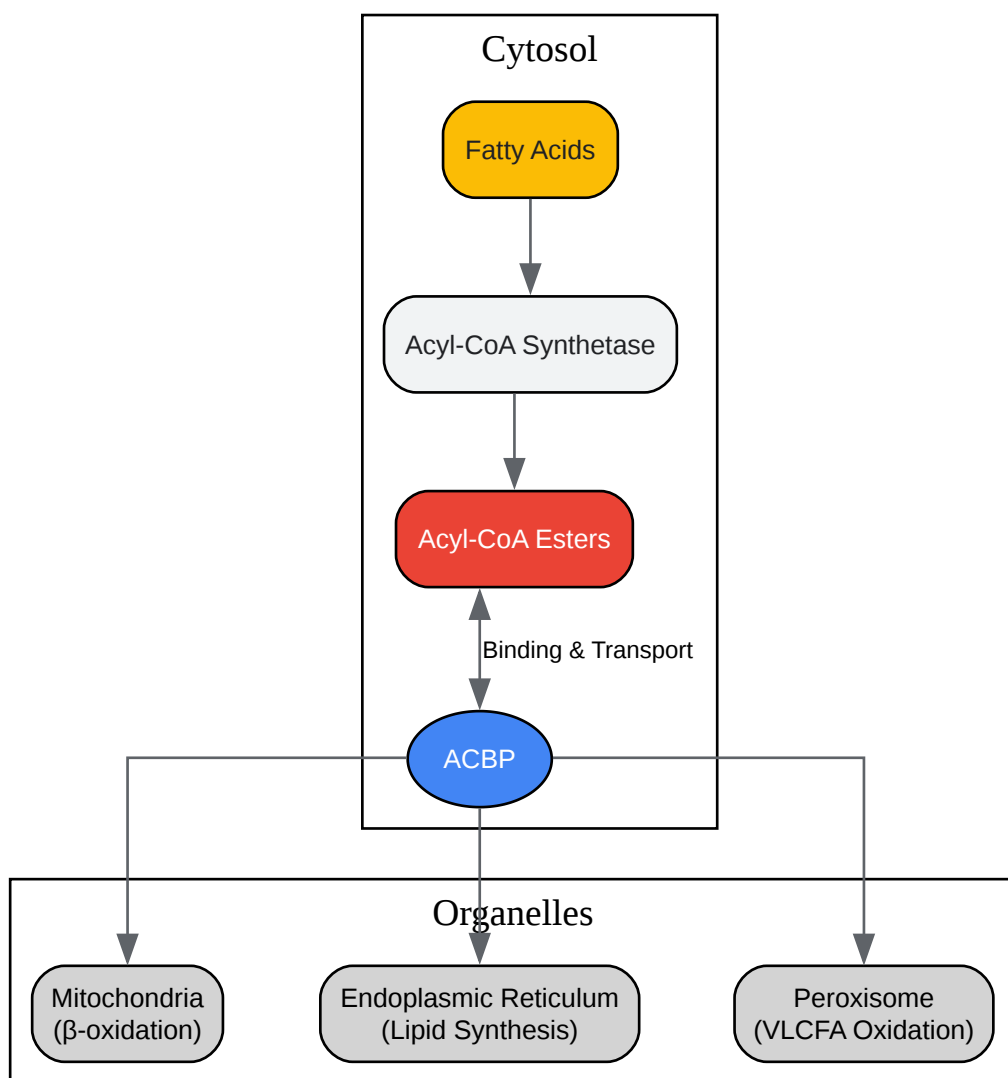 Cytosol
Fatty Acids
Acyl-CoA Synthetase
Acyl-CoA Esters
Binding & Transport
ACBP
Organelles
Mitochondria
(β-oxidation)
Endoplasmic Reticulum
(Lipid Synthesis)
Peroxisome
(VLCFA Oxidation)